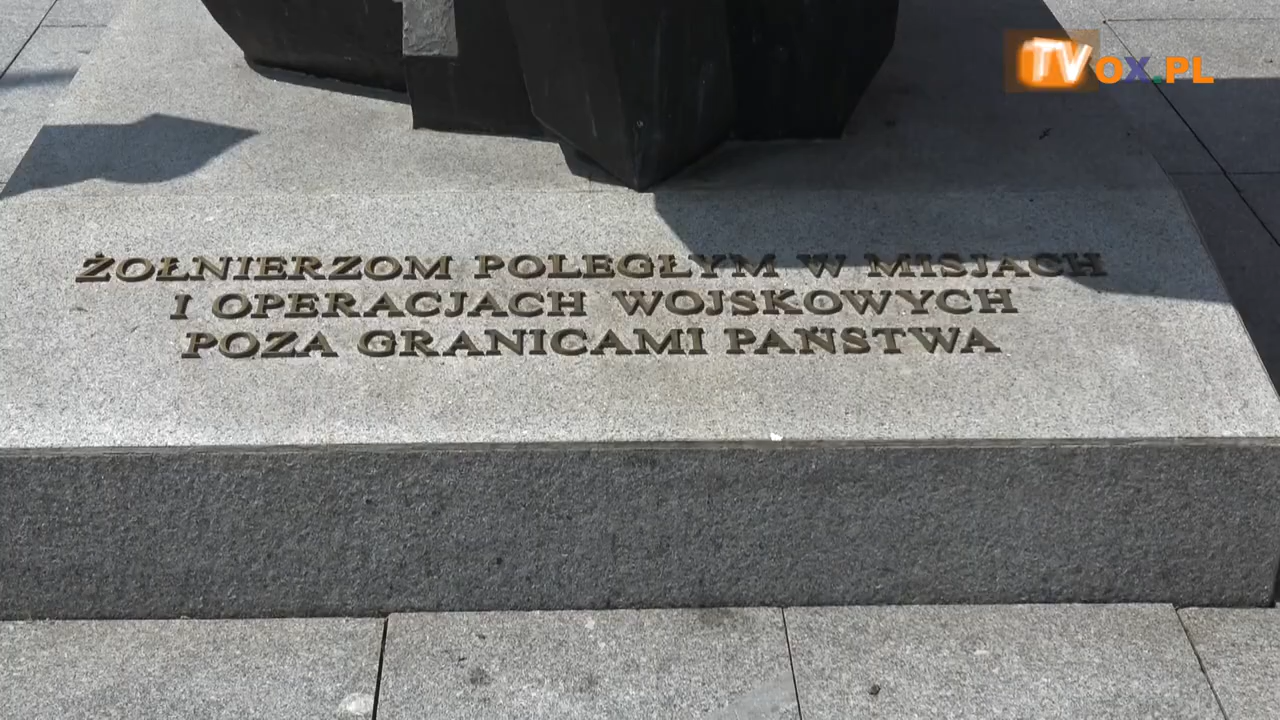 TVOX.PL
ŻOŁNIERZOM POLEGŁYM W MISJACH
I OPERACJACH WOJSKOWYCH
POZA GRANICAMI PAŃSTWA